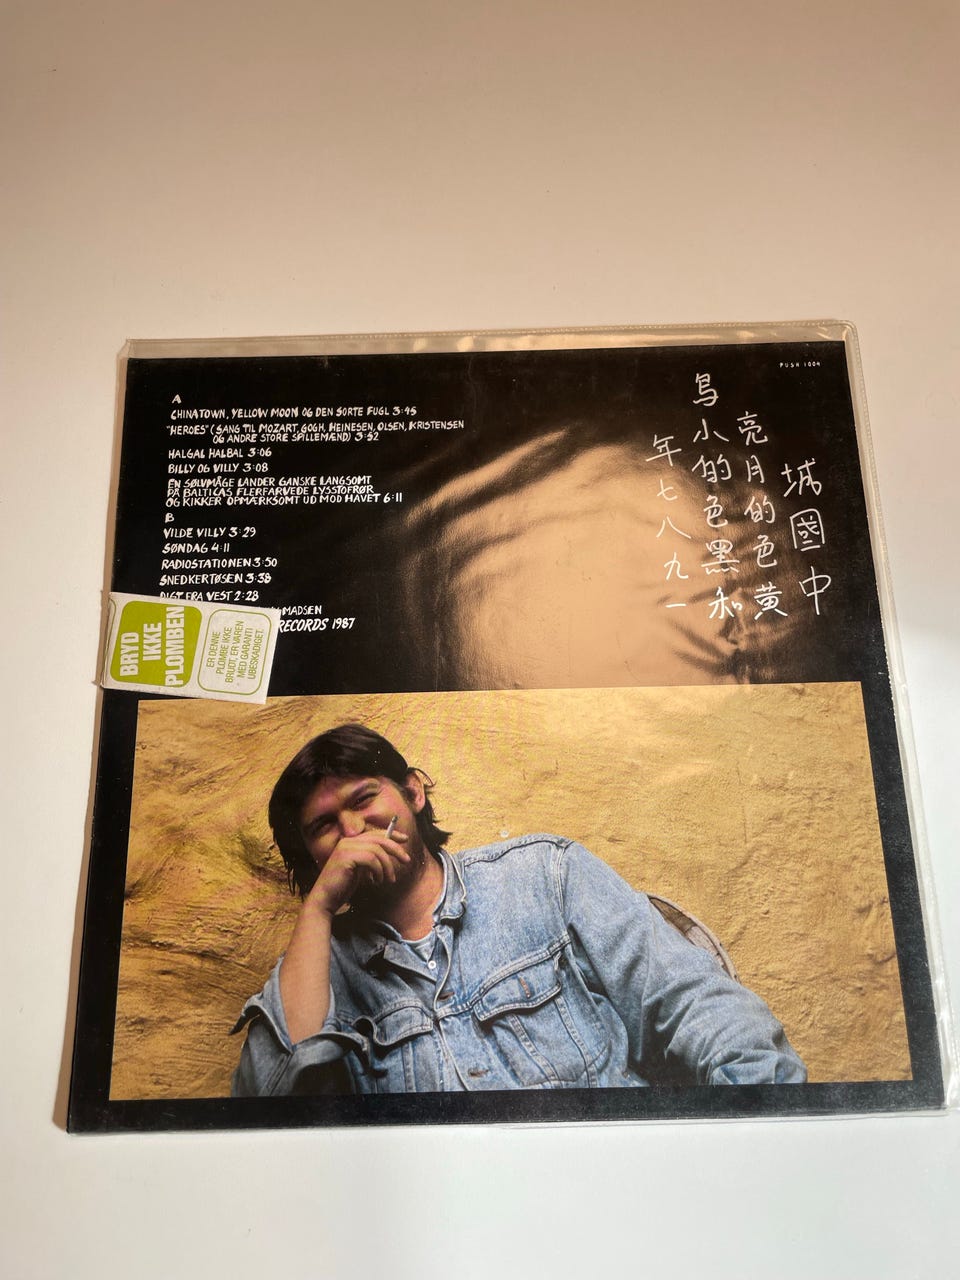 PUSH 1004
A
CHINATOWN, YELLOW MOON OG DEN SORTE FUGL 3:45
"HEROES" (SANG TIL MOZART, GOGH, HEINESEN, OLSEN, KRISTENSEN
OG ANDRE STORE SPILLEMÆND) 3:52
HALGAL HALBAL 3:06
BILLY OG VILLY 3:08
EN SØLVMÅGE LANDER GANSKE LANGSOMT
PÅ BALTICAS FLERFARVEDE LYSSTOFRØR
OG KIKKER OPMÆRKSOMT UD MOD HAVET 6:11
B
VILDE VILLY 3:29
SØNDAG 4:11
RADIOSTATIONEN 3:50
SNEDKERTØSEN 3:38
DIGT FRA VEST 2:28
MADSEN
RECORDS 1987
中國城
黃色的月亮
和黑色的小鳥
一九八七年
BRYD
IKKE
PLOMBEN
ER DENNE
PLOMBE IKKE
BRUDT, ER VAREN
MED GARANTI
UBESKADIGET.